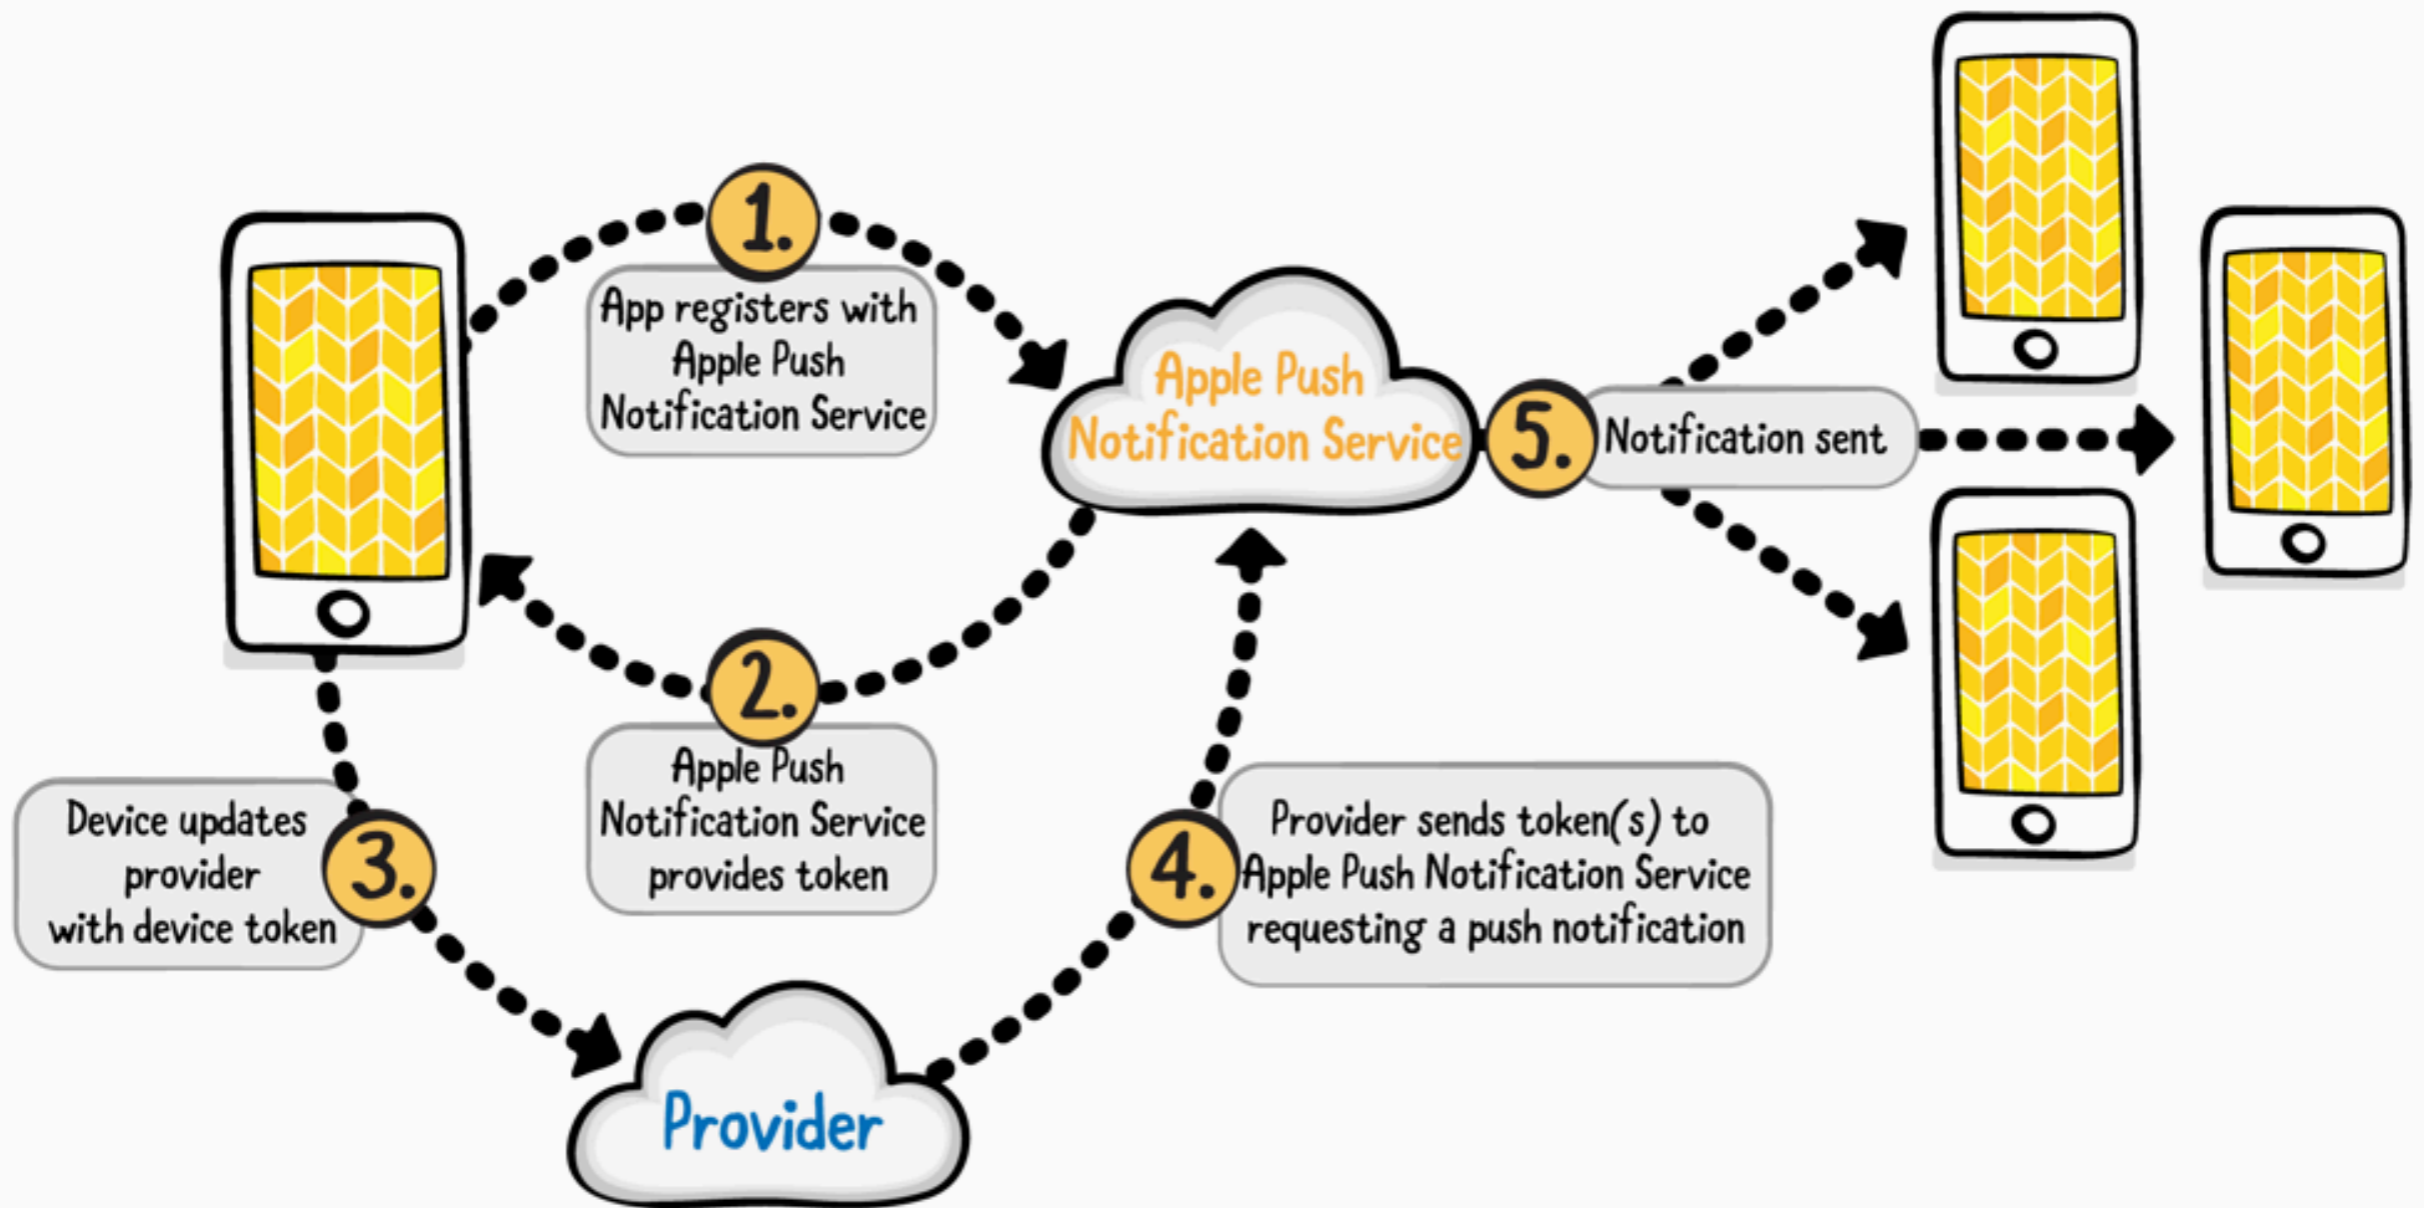 1.
App registers with
Apple Push
Notification Service
Apple Push
Notification Service
5.
Notification sent
2.
Apple Push
Notification Service
provides token
3.
Device updates
provider
with device token
4.
Provider sends token(s) to
Apple Push Notification Service
requesting a push notification
Provider